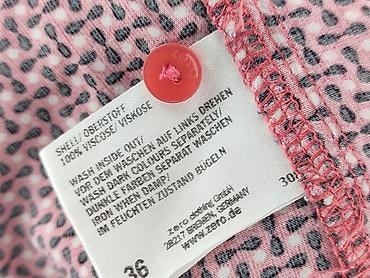 ZERO
SHELL/ OBERSTOFF
100% VISCOSE/ VISKOSE
WASH INSIDE OUT/
VOR DEM WASCHEN AUF LINKS DREHEN
WASH DARK COLOURS SEPARATELY/
DUNKLE FARBEN SEPARAT WASCHEN
IRON WHEN DAMP/
IM FEUCHTEN ZUSTAND BÜGELN
zero clothing GmbH
28217 BREMEN, GERMANY
www.zero.de
36